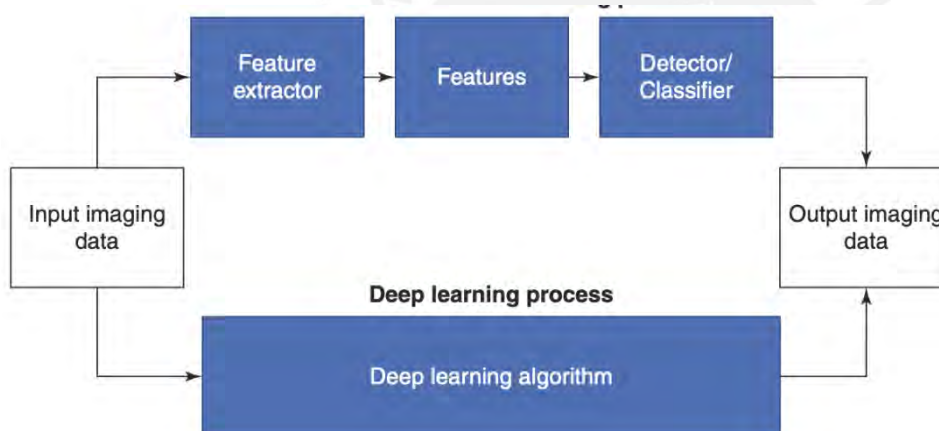 Feature
extractor
Features
Detector/
Classifier
Input imaging
data
Output imaging
data
Deep learning process
Deep learning algorithm